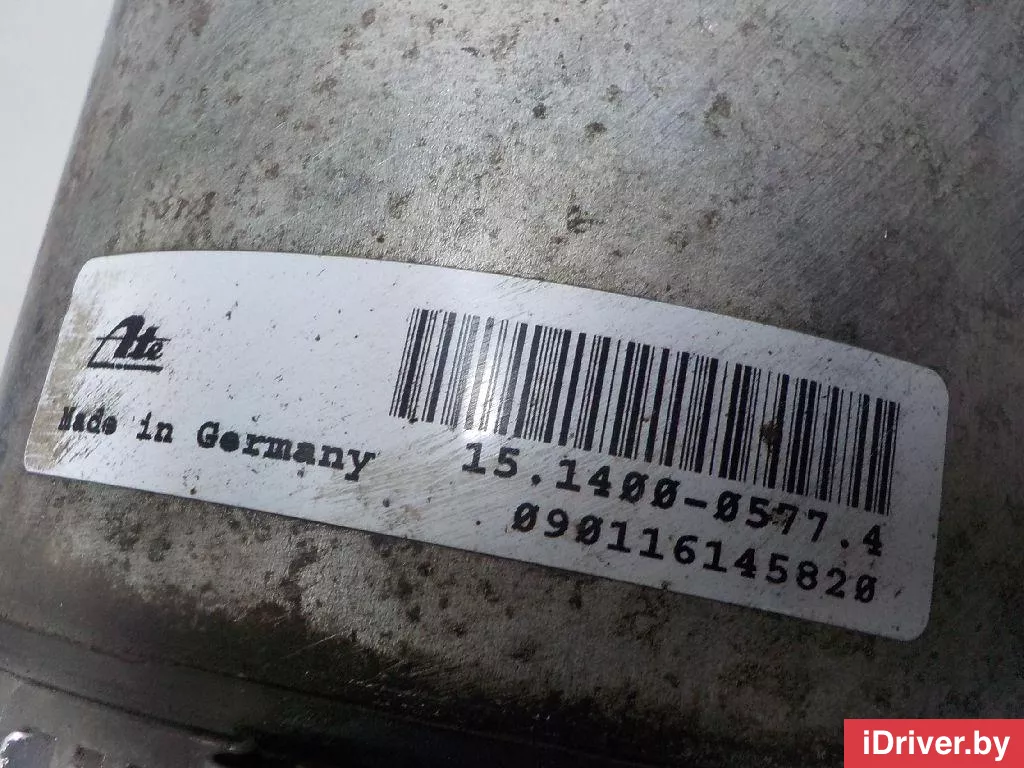 Ate
Made in Germany
15.1400-0577.4
090116145820
iDriver.by